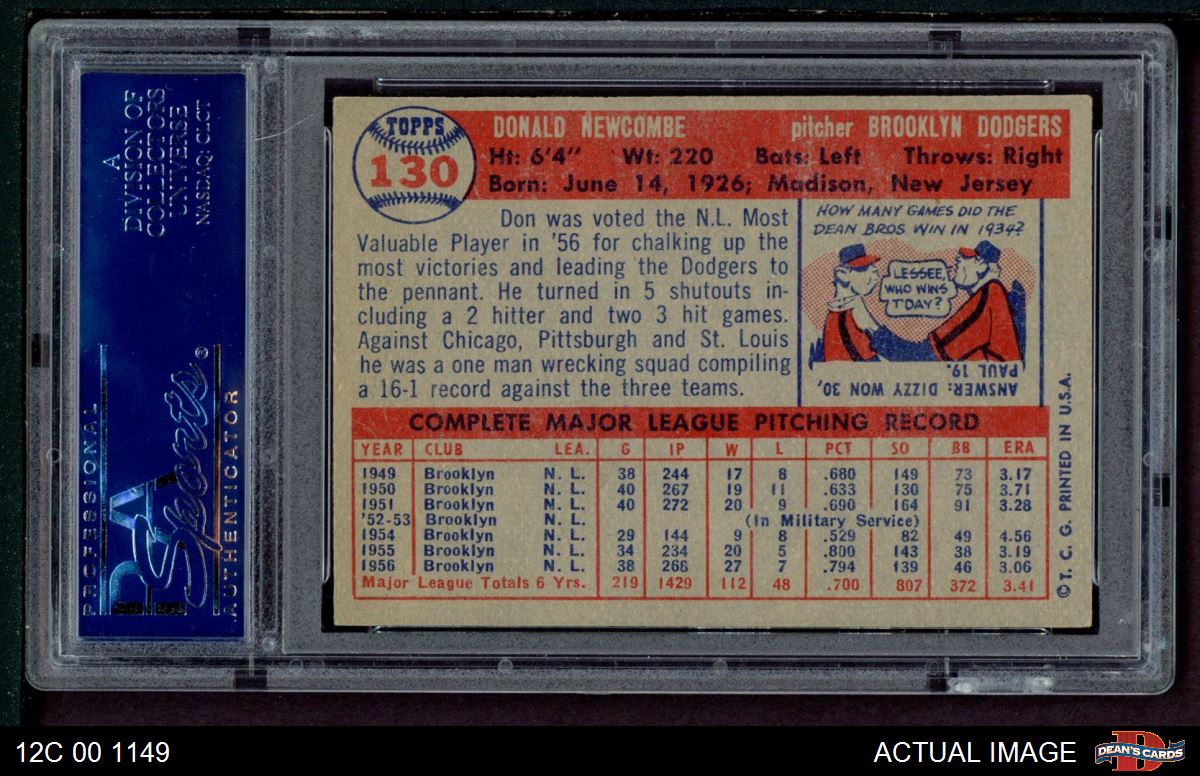 A
DIVISION OF
COLLECTORS
UNIVERSE
NASDAQ: CLCT
PROFESSIONAL
PSA
Sports®
AUTHENTICATOR
TOPPS
130
DONALD NEWCOMBE pitcher BROOKLYN DODGERS
Ht: 6'4" Wt: 220 Bats: Left Throws: Right
Born: June 14, 1926; Madison, New Jersey
Don was voted the N.L. Most
Valuable Player in '56 for chalking up the
most victories and leading the Dodgers to
the pennant. He turned in 5 shutouts in-
cluding a 2 hitter and two 3 hit games.
Against Chicago, Pittsburgh and St. Louis
he was a one man wrecking squad compiling
a 16-1 record against the three teams.
HOW MANY GAMES DID THE
DEAN BROS. WIN IN 1934?
LESSEE,
WHO WINS
T'DAY?
ANSWER: DIZZY WON 30,
PAUL 19.
COMPLETE MAJOR LEAGUE PITCHING RECORD
YEAR CLUB LEA. G IP W L PCT SO BB ERA
1949 Brooklyn N. L. 38 244 17 8 .680 149 73 3.17
1950 Brooklyn N. L. 40 267 19 11 .633 130 75 3.71
1951 Brooklyn N. L. 40 272 20 9 .690 164 91 3.28
'52-53 Brooklyn N. L. (In Military Service)
1954 Brooklyn N. L. 29 144 9 8 .529 82 49 4.56
1955 Brooklyn N. L. 34 234 20 5 .800 143 38 3.19
1956 Brooklyn N. L. 38 268 27 7 .794 139 46 3.06
Major League Totals 6 Yrs. 219 1429 112 48 .700 807 372 3.41
© T. C. G. PRINTED IN U.S.A.
12C 00 1149
ACTUAL IMAGE
DEAN'S CARDS